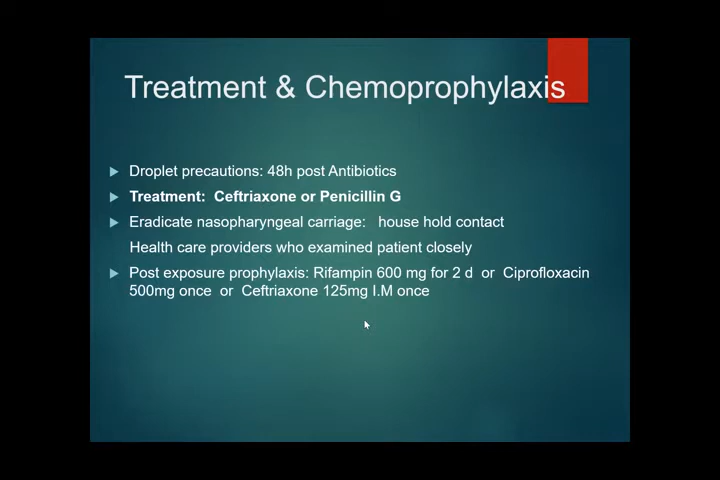 Treatment & Chemoprophylaxis
Droplet precautions: 48h post Antibiotics
Treatment: Ceftriaxone or Penicillin G
Eradicate nasopharyngeal carriage: house hold contact
Health care providers who examined patient closely
Post exposure prophylaxis: Rifampin 600 mg for 2 d or Ciprofloxacin
500mg once or Ceftriaxone 125mg I.M once